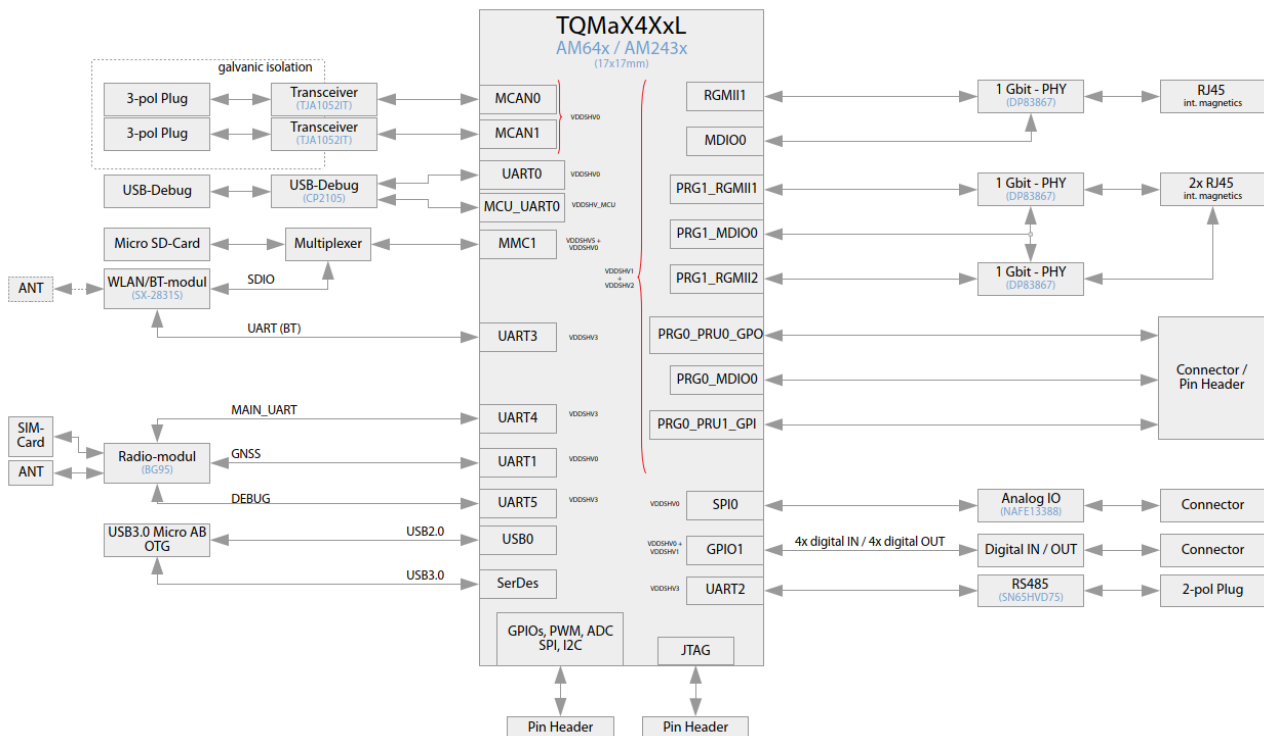 TQMaX4XxL
AM64x / AM243x
(17x17mm)
galvanic isolation
3-pol Plug
Transceiver
(TJA1052IT)
MCAN0
VDDSHV0
3-pol Plug
Transceiver
(TJA1052IT)
MCAN1
USB-Debug
USB-Debug
(CP2105)
UART0
VDDSHV0
MCU_UART0
VDDSHV_MCU
Micro SD-Card
Multiplexer
MMC1
VDDSHV5 +
VDDSHV0
ANT
WLAN/BT-modul
(SX-2831S)
SDIO
UART (BT)
UART3
VDDSHV3
MAIN_UART
UART4
VDDSHV3
SIM-
Card
ANT
Radio-modul
(BG95)
GNSS
UART1
VDDSHV0
DEBUG
UART5
VDDSHV3
USB3.0 Micro AB
OTG
USB2.0
USB0
USB3.0
SerDes
GPIOs, PWM, ADC
SPI, I2C
Pin Header
JTAG
Pin Header
VDDSHV1
+
VDDSHV2
RGMII1
1 Gbit - PHY
(DP83867)
RJ45
int. magnetics
MDIO0
PRG1_RGMII1
1 Gbit - PHY
(DP83867)
2x RJ45
int. magnetics
PRG1_MDIO0
PRG1_RGMII2
1 Gbit - PHY
(DP83867)
PRG0_PRU0_GPO
PRG0_MDIO0
PRG0_PRU1_GPI
Connector /
Pin Header
VDDSHV0
SPI0
Analog IO
(NAFE13388)
Connector
VDDSHV0 +
VDDSHV1
GPIO1
4x digital IN / 4x digital OUT
Digital IN / OUT
Connector
VDDSHV3
UART2
RS485
(SN65HVD75)
2-pol Plug